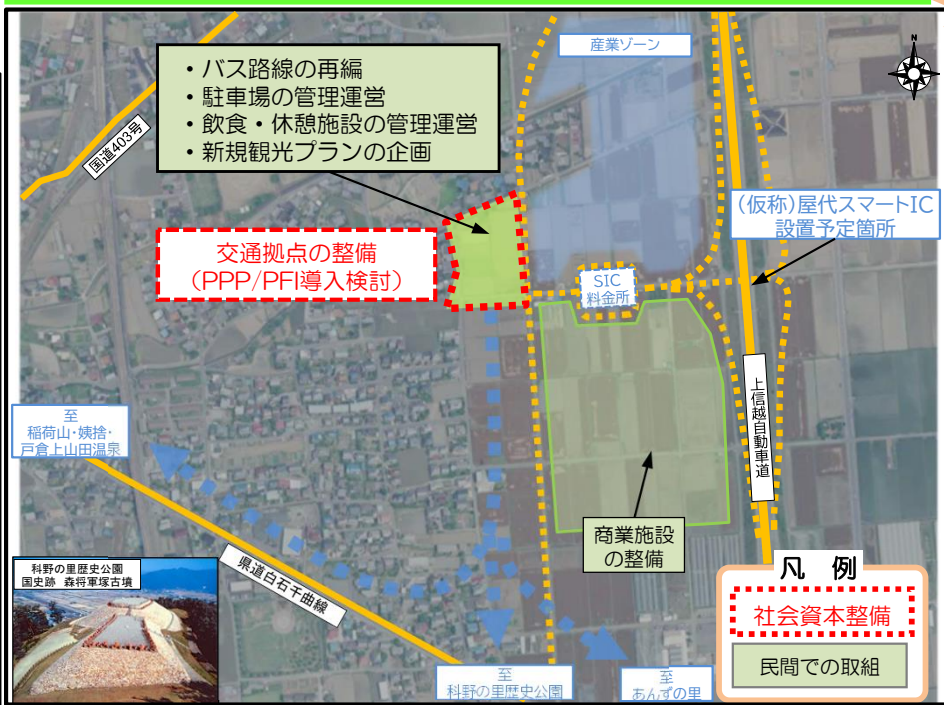 産業ゾーン
N
・バス路線の再編
・駐車場の管理運営
・飲食・休憩施設の管理運営
・新規観光プランの企画
国道403号
(仮称)屋代スマートIC
設置予定箇所
交通拠点の整備
(PPP/PFI導入検討)
SIC
料金所
上信越自動車道
至
稲荷山・姨捨・
戸倉上山田温泉
商業施設
の整備
県道白石千曲線
科野の里歴史公園
国史跡 森将軍塚古墳
凡 例
社会資本整備
民間での取組
至
科野の里歴史公園
至
あんずの里